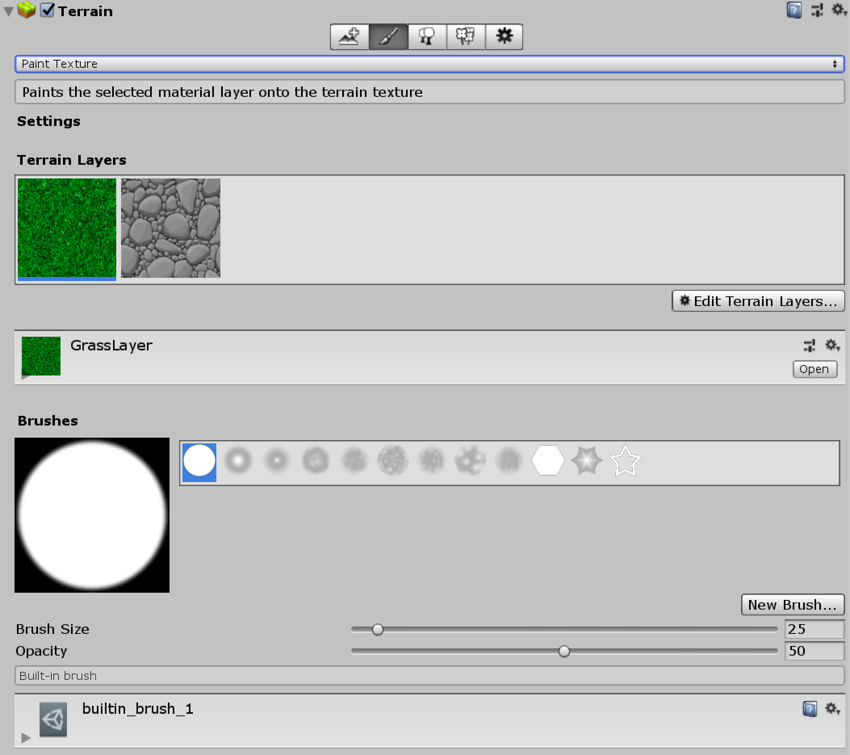 Terrain
Paint Texture
Paints the selected material layer onto the terrain texture
Settings
Terrain Layers
Edit Terrain Layers...
GrassLayer
Open
Brushes
New Brush...
Brush Size 25
Opacity 50
Built-in brush
builtin_brush_1